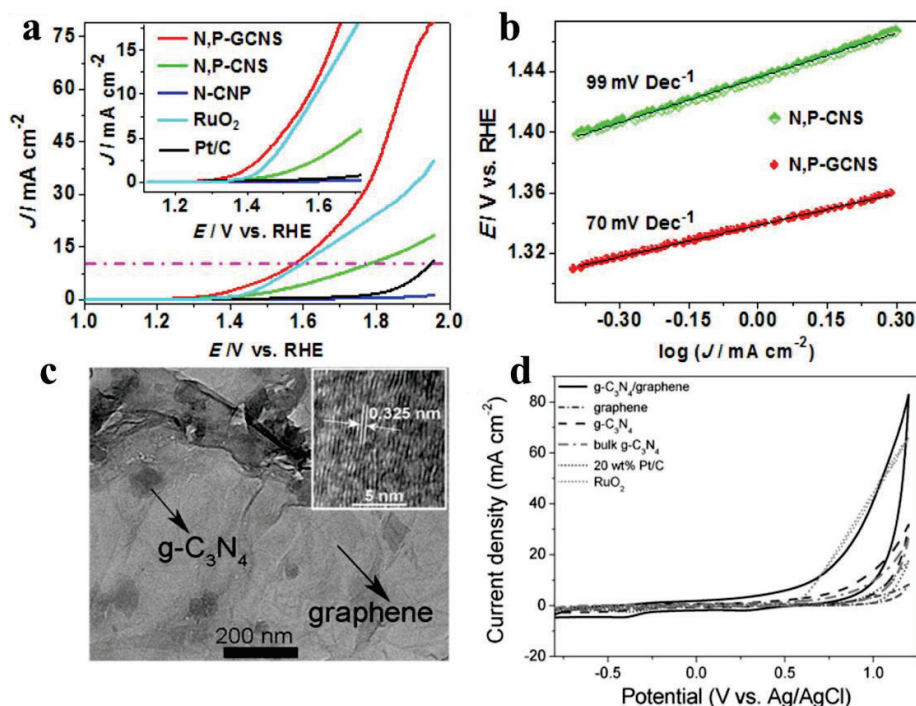 a
75
60
45
30
15
0
J / mA cm⁻²
1.0 1.2 1.4 1.6 1.8 2.0
E /V vs. RHE
15
10
5
0
J / mA cm⁻²
1.2 1.4 1.6
E / V vs. RHE
N,P-GCNS
N,P-CNS
N-CNP
RuO₂
Pt/C
b
1.44
1.40
1.36
1.32
E / V vs. RHE
99 mV Dec⁻¹
N,P-CNS
N,P-GCNS
70 mV Dec⁻¹
-0.30 -0.15 0.00 0.15 0.30
log (J / mA cm⁻²)
c
0.325 nm
5 nm
g-C₃N₄
graphene
200 nm
d
80
60
40
20
0
-20
Current density (mA cm⁻²)
g-C₃N₄/graphene
graphene
g-C₃N₄
bulk g-C₃N₄
20 wt% Pt/C
RuO₂
-0.5 0.0 0.5 1.0
Potential (V vs. Ag/AgCl)